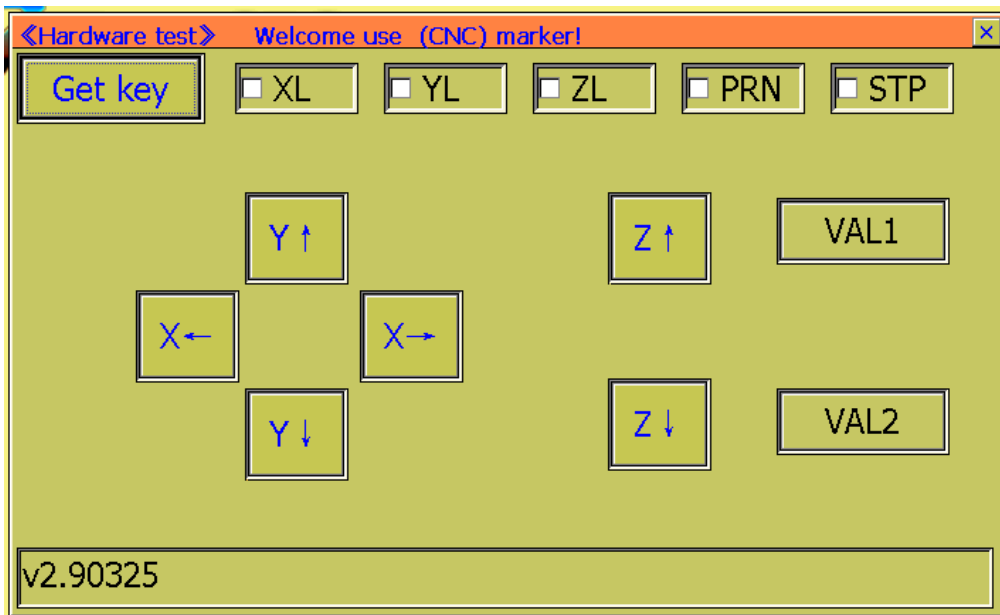 《Hardware test》 Welcome use (CNC) marker!
Get key XL YL ZL PRN STP
Y↑ Z↑ VAL1
X← X→
Y↓ Z↓ VAL2
v2.90325